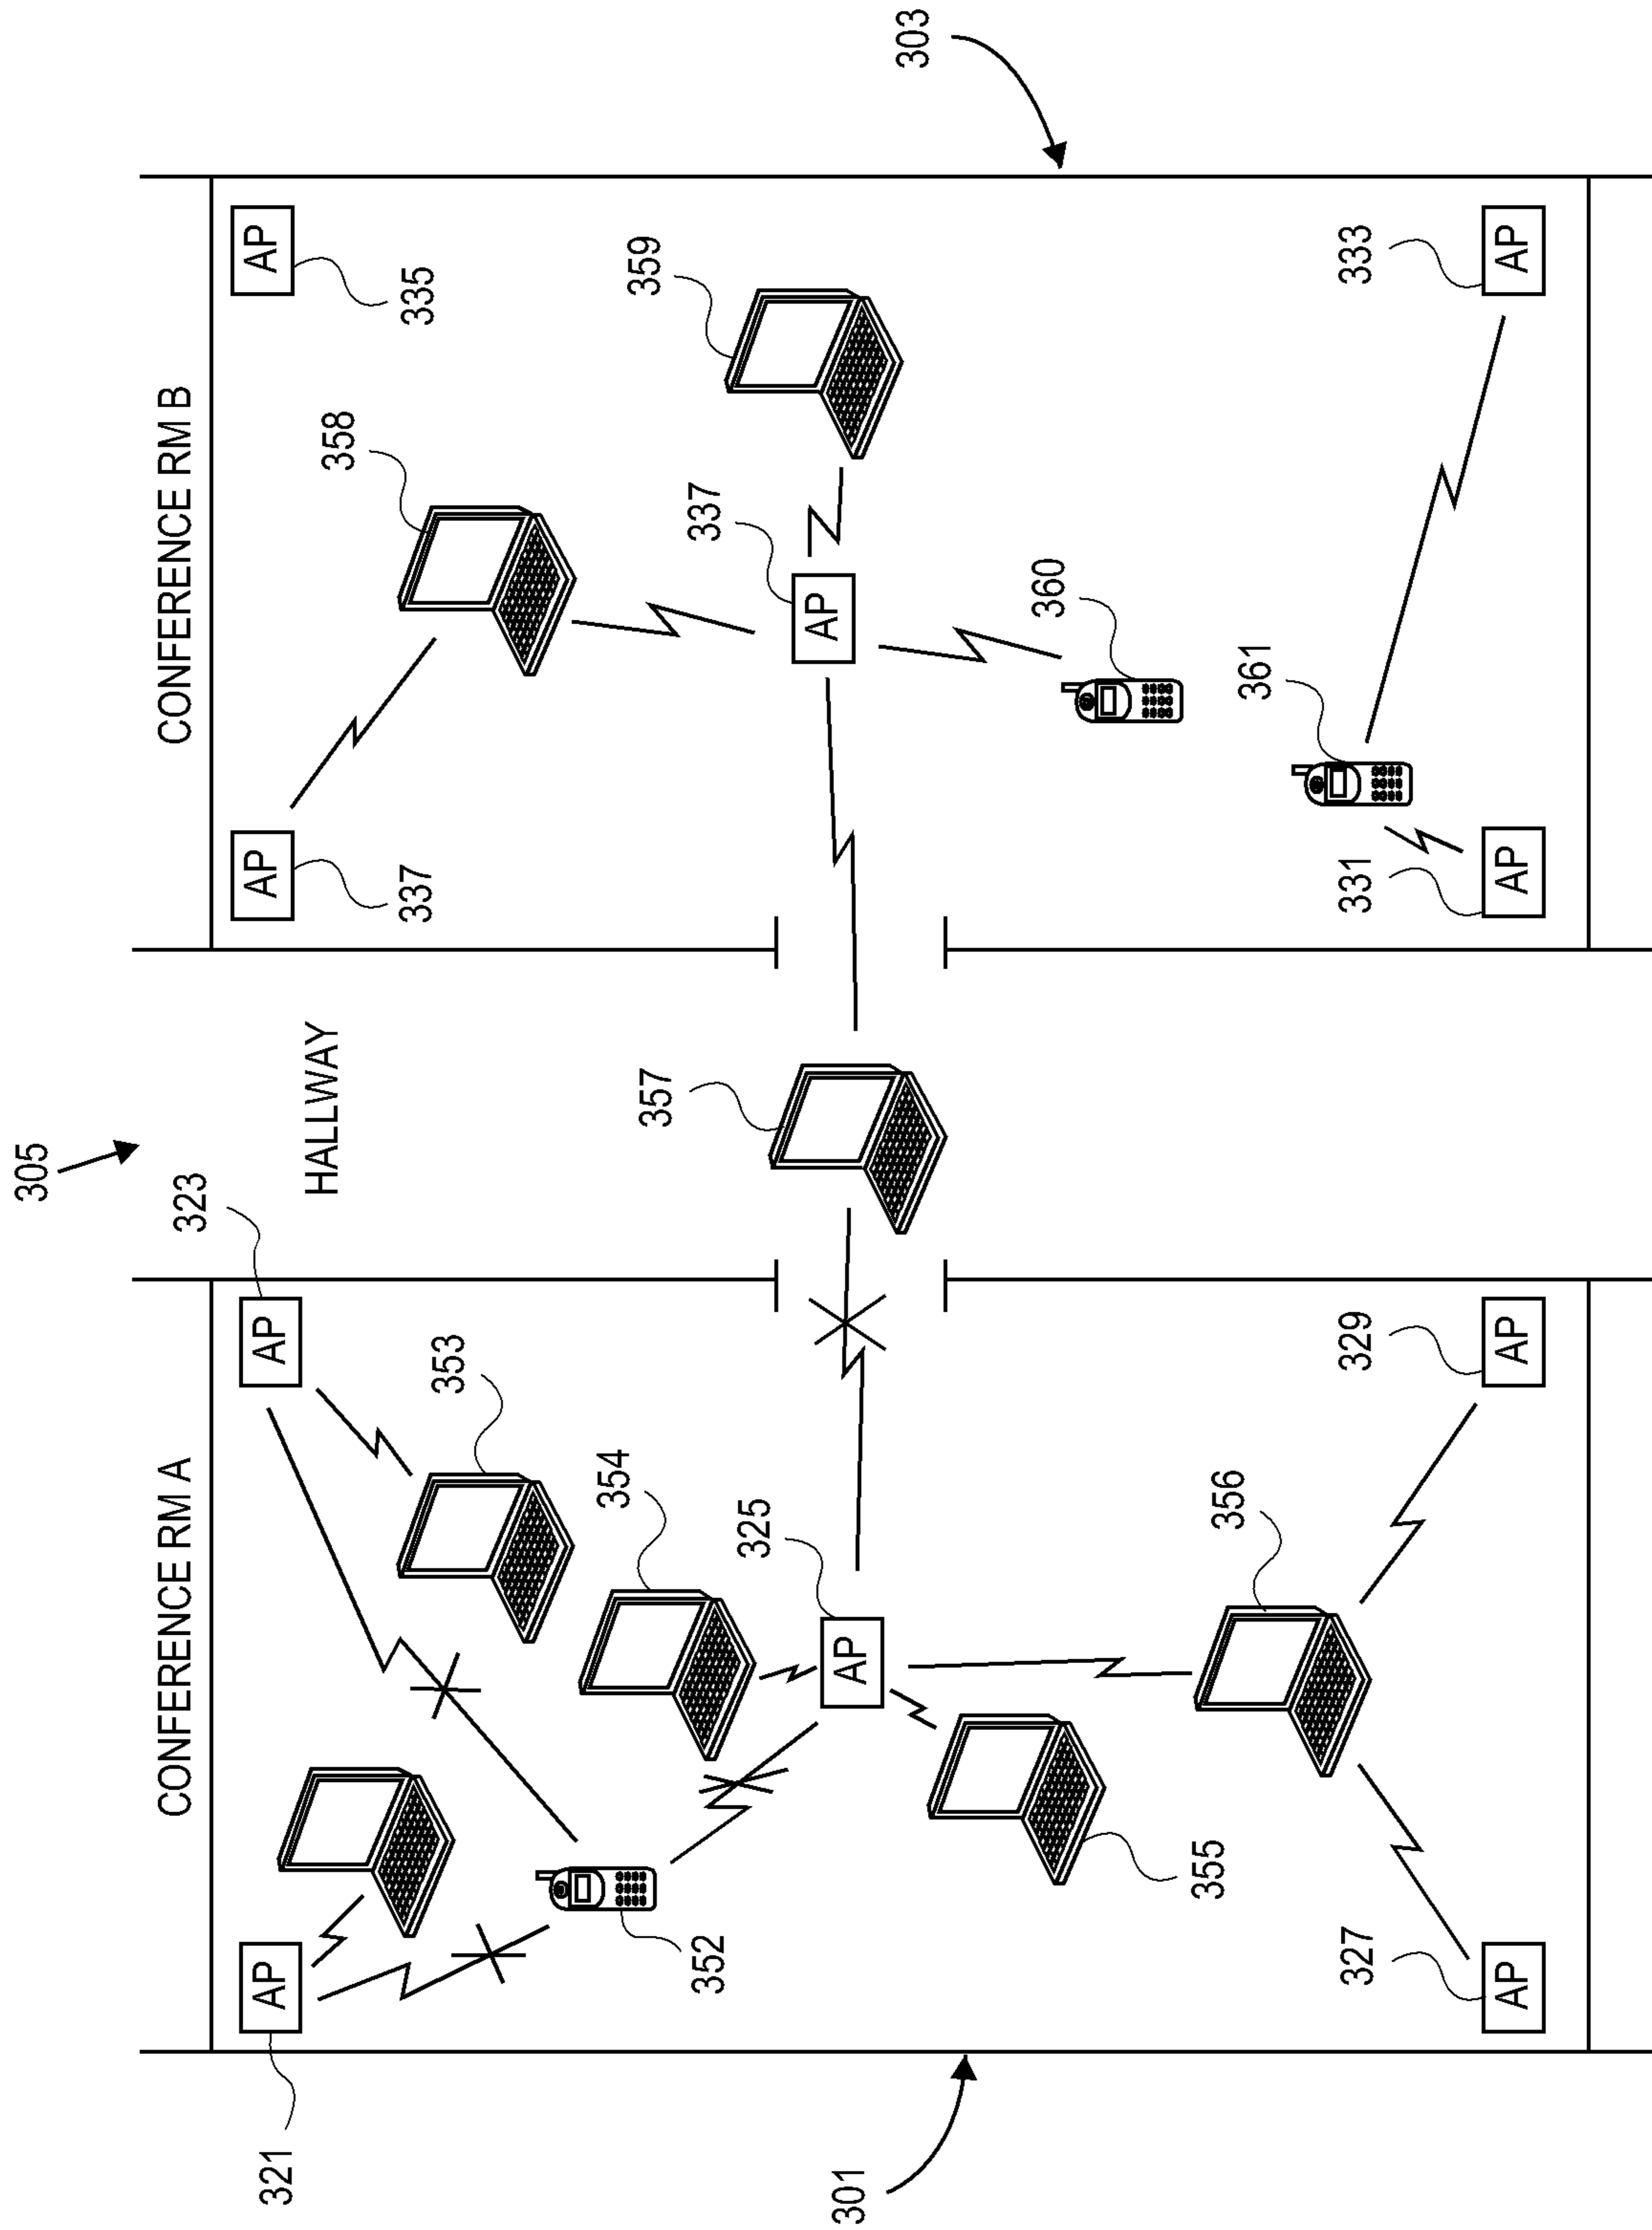 305
CONFERENCE RM A
HALLWAY
CONFERENCE RM B
321
AP
AP
323
353
354
352
325
AP
355
356
327
AP
329
AP
301
357
337
AP
358
335
AP
359
337
AP
360
361
331
AP
333
AP
303